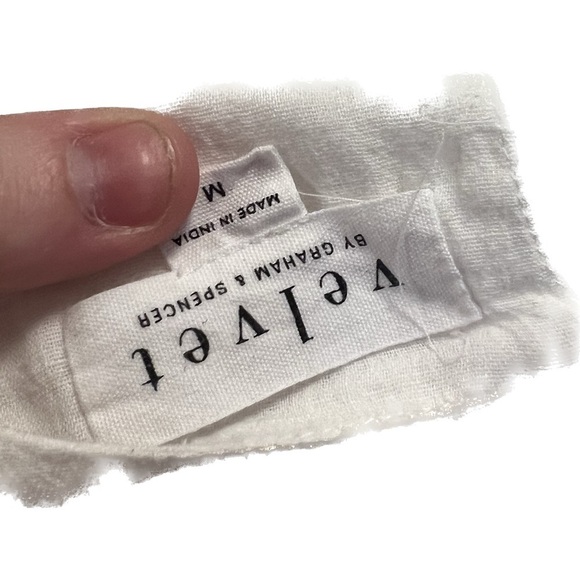 velvet
BY GRAHAM & SPENCER
MADE IN INDIA
M